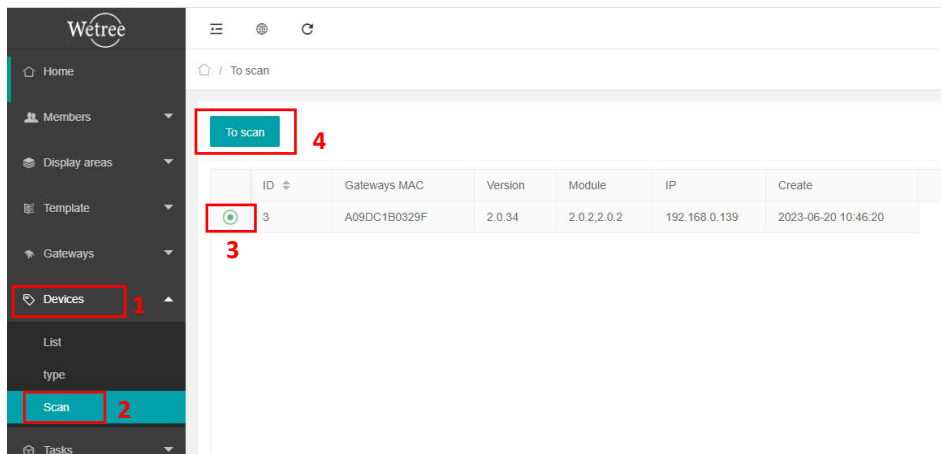 Wetree
Home
/ To scan
Members
To scan
4
Display areas
ID Gateways MAC Version Module IP Create
Template
3 A09DC1B0329F 2.0.34 2.0.2,2.0.2 192.168.0.139 2023-06-20 10:46:20
3
Gateways
Devices
1
List
type
Scan
2
Tasks